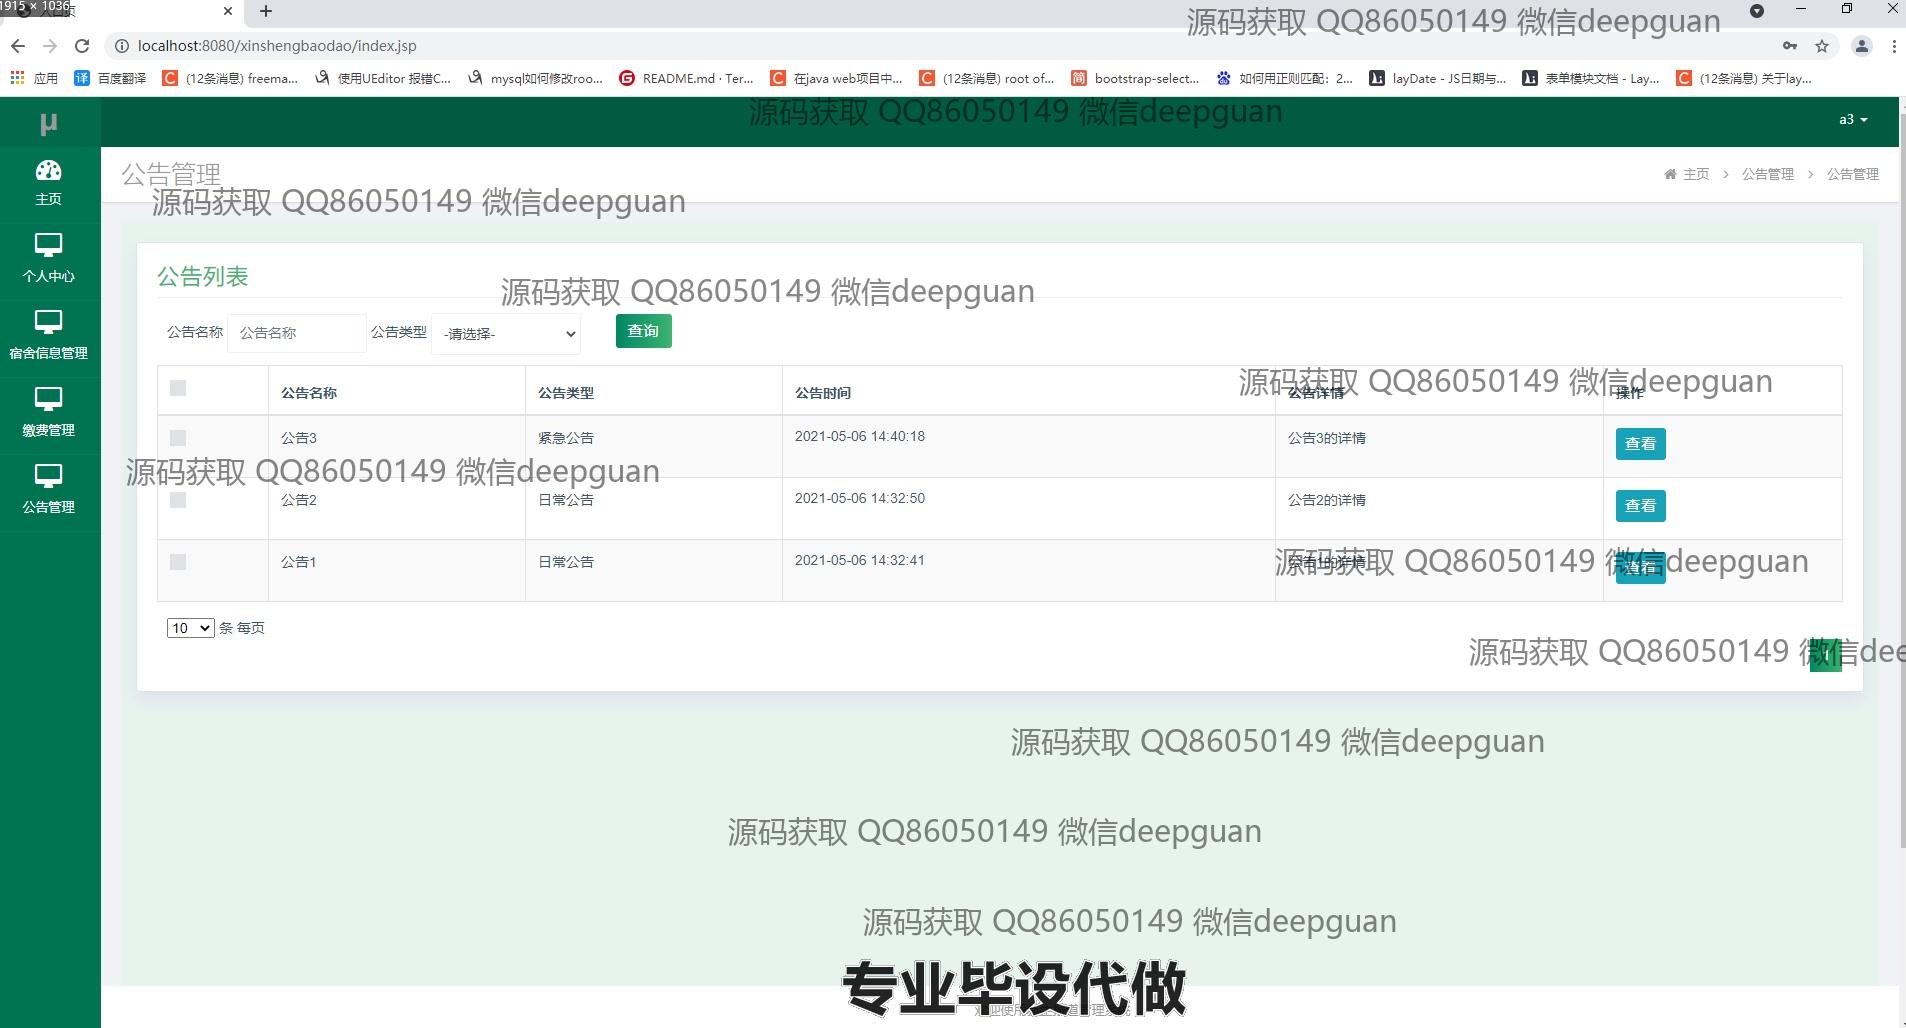 1915 × 1036
源码获取 QQ86050149 微信deepguan
localhost:8080/xinshengbaodao/index.jsp
应用 百度翻译 (12条消息) freema... 使用UEditor 报错C... mysql如何修改roo... README.md · Ter... 在java web项目中... (12条消息) root of... bootstrap-select... 如何用正则匹配：2... layDate - JS日期与... 表单模块文档 - Lay... (12条消息) 关于lay...
源码获取 QQ86050149 微信deepguan
μ
a3
主页
个人中心
宿舍信息管理
缴费管理
公告管理
公告管理
主页 > 公告管理 > 公告管理
源码获取 QQ86050149 微信deepguan
公告列表
源码获取 QQ86050149 微信deepguan
公告名称 公告名称 公告类型 -请选择- 查询
源码获取 QQ86050149 微信deepguan
公告名称 公告类型 公告时间 公告详情 操作
公告3 紧急公告 2021-05-06 14:40:18 公告3的详情 查看
源码获取 QQ86050149 微信deepguan
公告2 日常公告 2021-05-06 14:32:50 公告2的详情 查看
源码获取 QQ86050149 微信deepguan
公告1 日常公告 2021-05-06 14:32:41 公告1的详情 查看
10 条 每页
源码获取 QQ86050149 微信dee
1
源码获取 QQ86050149 微信deepguan
源码获取 QQ86050149 微信deepguan
源码获取 QQ86050149 微信deepguan
专业毕设代做